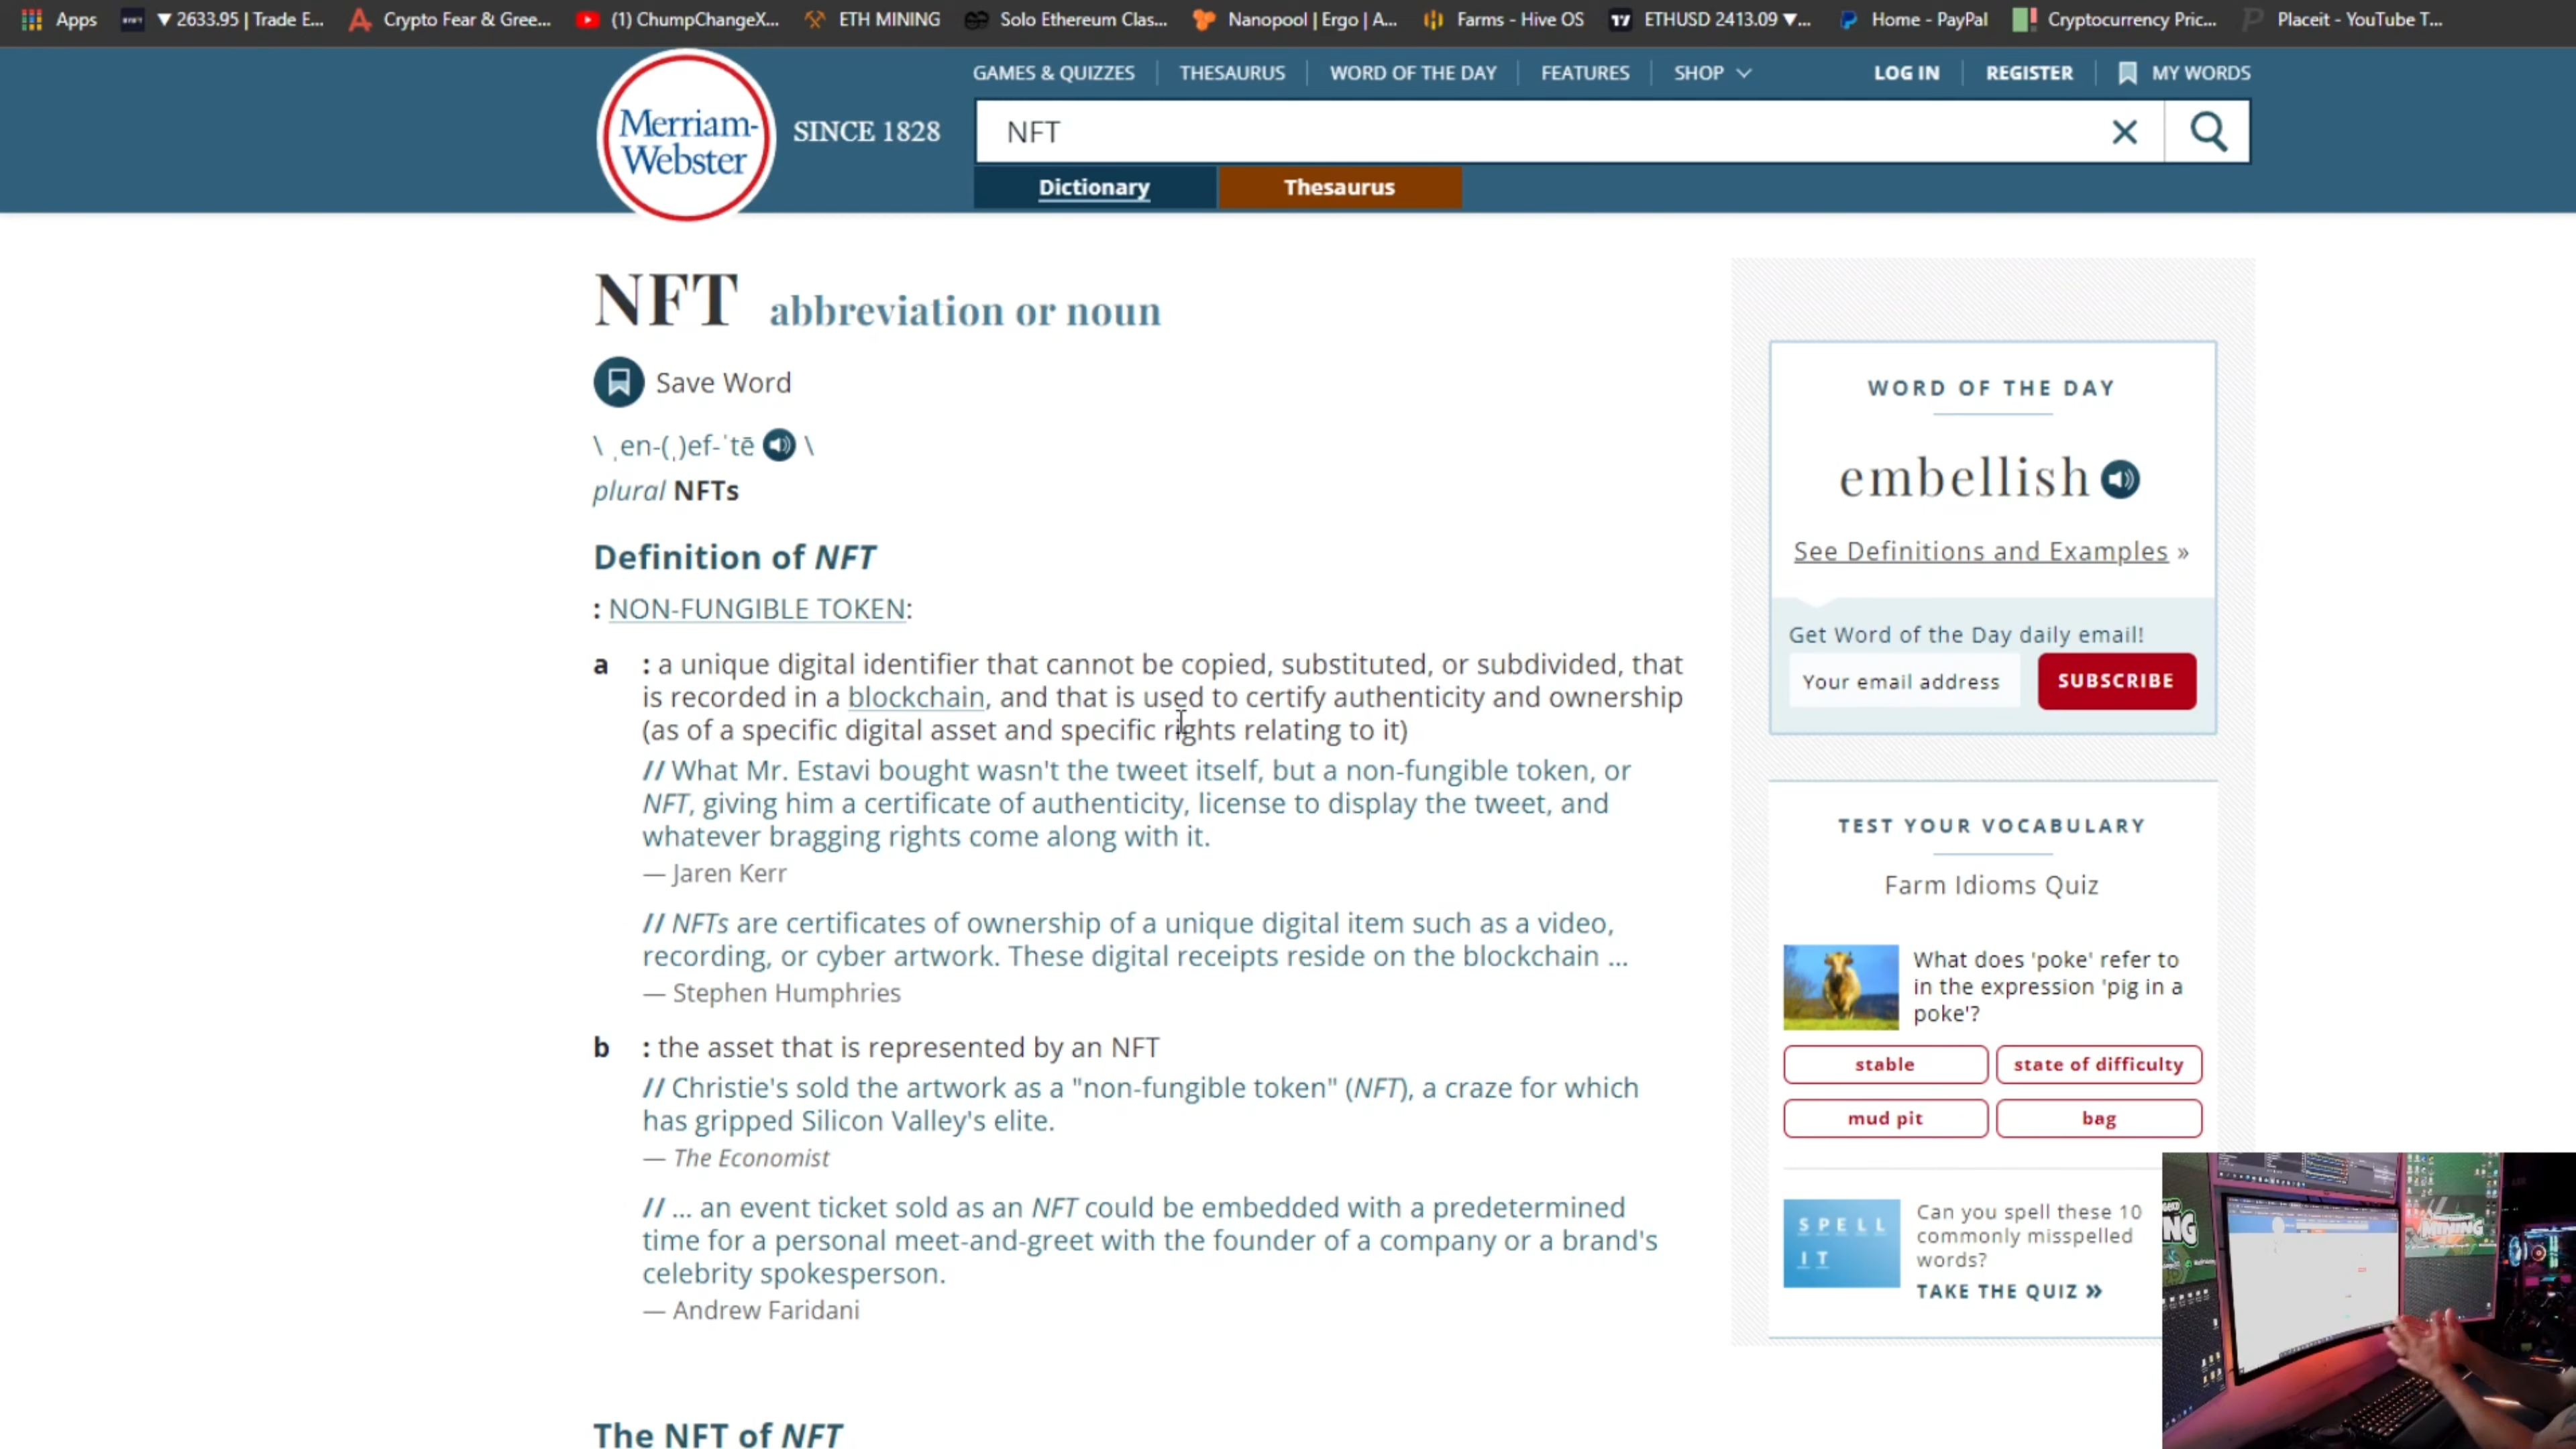 Apps
▼ 2633.95 | Trade E...
Crypto Fear & Gree...
(1) ChumpChangeX...
ETH MINING
Solo Ethereum Clas...
Nanopool | Ergo | A...
Farms - Hive OS
ETHUSD 2413.09 ▼...
Home - PayPal
Cryptocurrency Pric...
Placeit - YouTube T...
GAMES & QUIZZES
THESAURUS
WORD OF THE DAY
FEATURES
SHOP
LOG IN
REGISTER
MY WORDS
Merriam-
Webster
SINCE 1828
NFT
Dictionary
Thesaurus
NFT abbreviation or noun
Save Word
\ ˌen-(ˌ)ef-ˈtē \
plural NFTs
Definition of NFT
: NON-FUNGIBLE TOKEN:
a : a unique digital identifier that cannot be copied, substituted, or subdivided, that
is recorded in a blockchain, and that is used to certify authenticity and ownership
(as of a specific digital asset and specific rights relating to it)
// What Mr. Estavi bought wasn't the tweet itself, but a non-fungible token, or
NFT, giving him a certificate of authenticity, license to display the tweet, and
whatever bragging rights come along with it.
— Jaren Kerr
// NFTs are certificates of ownership of a unique digital item such as a video,
recording, or cyber artwork. These digital receipts reside on the blockchain ...
— Stephen Humphries
b : the asset that is represented by an NFT
// Christie's sold the artwork as a "non-fungible token" (NFT), a craze for which
has gripped Silicon Valley's elite.
— The Economist
// ... an event ticket sold as an NFT could be embedded with a predetermined
time for a personal meet-and-greet with the founder of a company or a brand's
celebrity spokesperson.
— Andrew Faridani
The NFT of NFT
WORD OF THE DAY
embellish
See Definitions and Examples »
Get Word of the Day daily email!
Your email address
SUBSCRIBE
TEST YOUR VOCABULARY
Farm Idioms Quiz
What does 'poke' refer to
in the expression 'pig in a
poke'?
stable
state of difficulty
mud pit
bag
SPELL
IT
Can you spell these 10
commonly misspelled
words?
TAKE THE QUIZ »
MINING